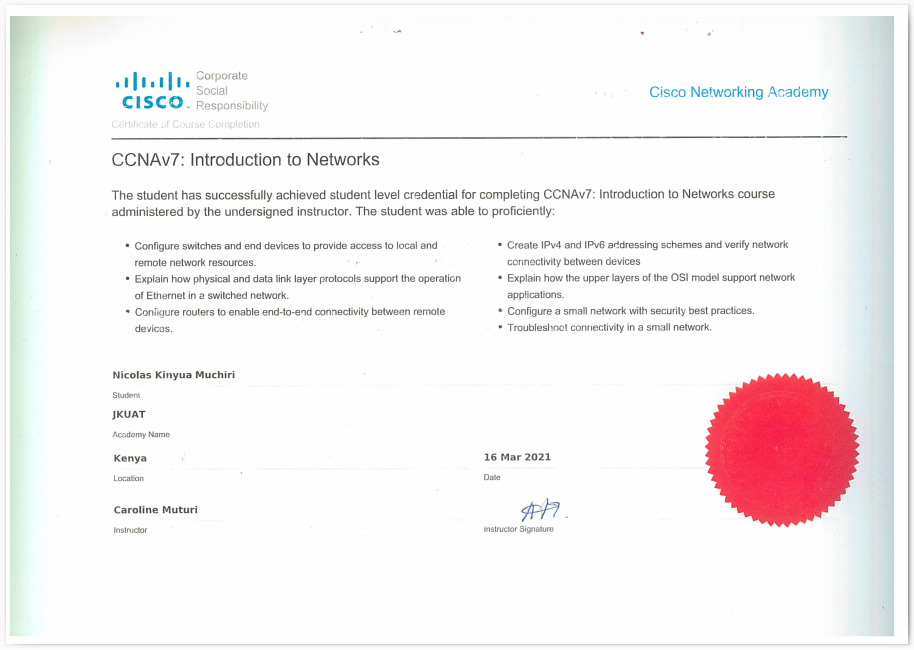 Corporate
Social
CISCO Responsibility
Cisco Networking Academy
Certificate of Course Completion
CCNAv7: Introduction to Networks
The student has successfully achieved student level credential for completing CCNAv7: Introduction to Networks course
administered by the undersigned instructor. The student was able to proficiently:
• Configure switches and end devices to provide access to local and
remote network resources.
• Explain how physical and data link layer protocols support the operation
of Ethernet in a switched network.
• Configure routers to enable end-to-end connectivity between remote
devices.
• Create IPv4 and IPv6 addressing schemes and verify network
connectivity between devices
• Explain how the upper layers of the OSI model support network
applications.
• Configure a small network with security best practices.
• Troubleshoot connectivity in a small network.
Nicolas Kinyua Muchiri
Student
JKUAT
Academy Name
Kenya
Location
16 Mar 2021
Date
Caroline Muturi
Instructor
Instructor Signature